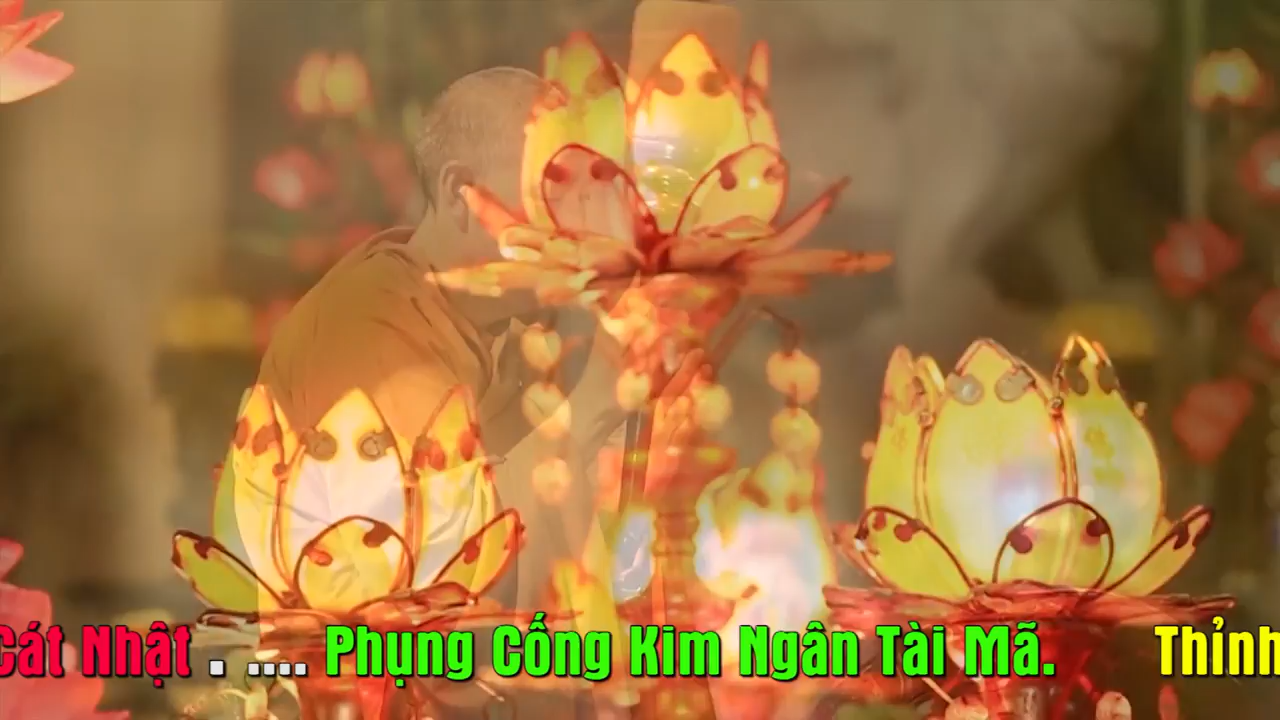 Cát Nhật . .... Phụng Cống Kim Ngân Tài Mã. Thỉnh